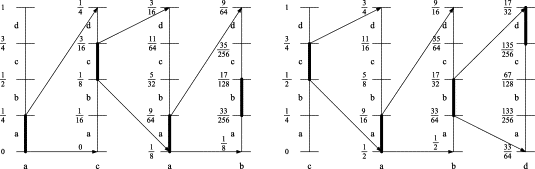 1 1/4 3/16 9/64 1 3/4 9/16 17/32
d d d d d d d d
3/4 3/16 11/64 35/256 3/4 11/16 35/64 135/256
c c c c c c c c
1/2 1/8 5/32 17/128 1/2 5/8 17/32 67/128
b b b b b b b b
1/4 1/16 9/64 33/256 1/4 9/16 33/64 133/256
a a a a a a a a
0 0 1/8 1/8 0 1/2 1/2 33/64
a c a b c a b d